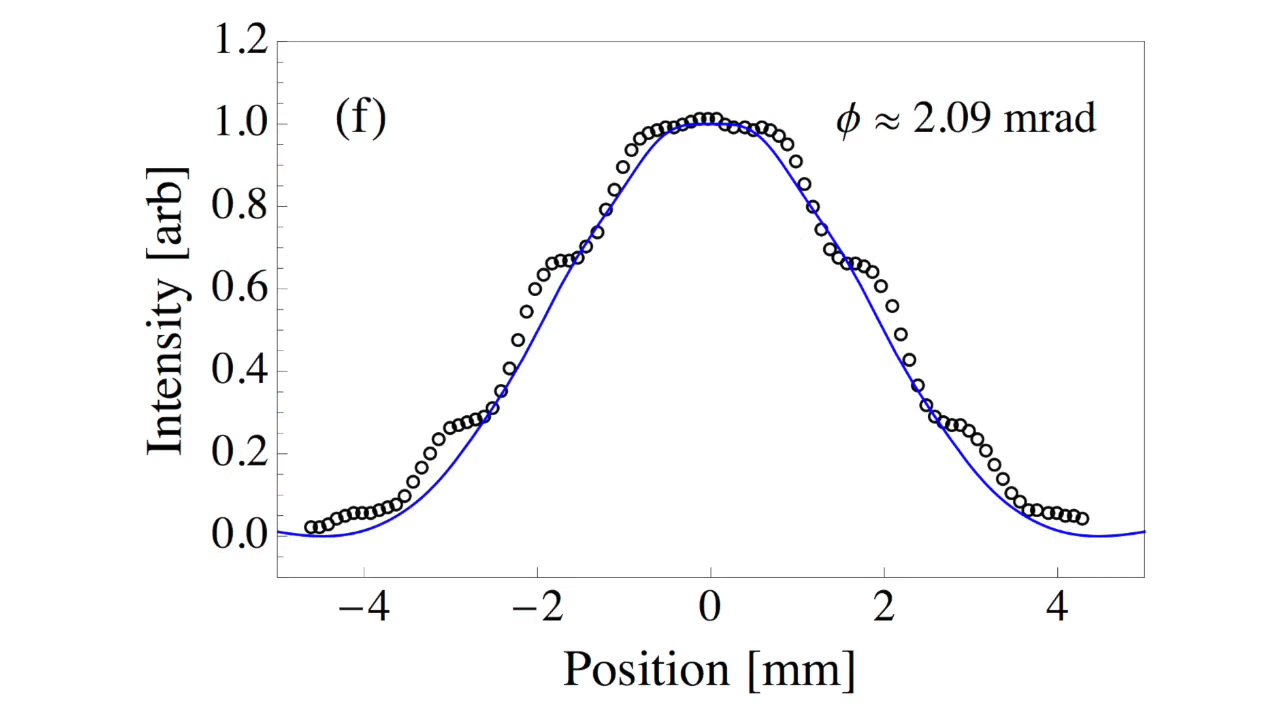 (f)
ϕ ≈ 2.09 mrad
Intensity [arb]
1.2
1.0
0.8
0.6
0.4
0.2
0.0
−4 −2 0 2 4
Position [mm]